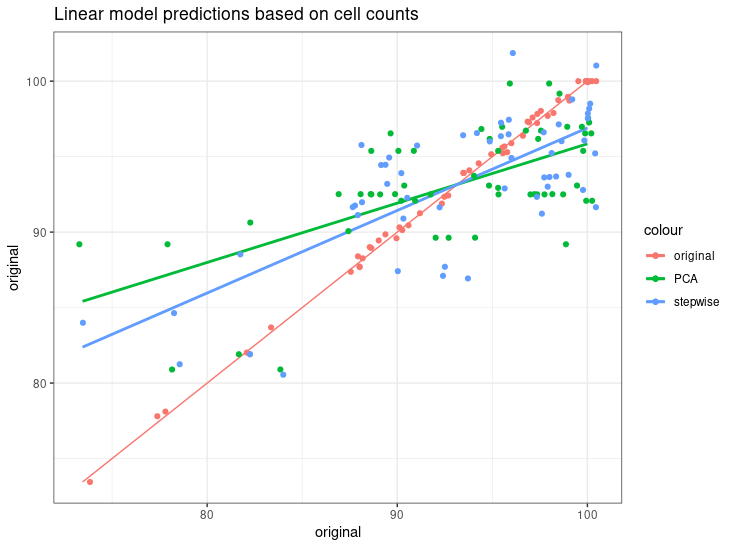 Linear model predictions based on cell counts
100
90
80
original
80
90
100
original
colour
original
PCA
stepwise